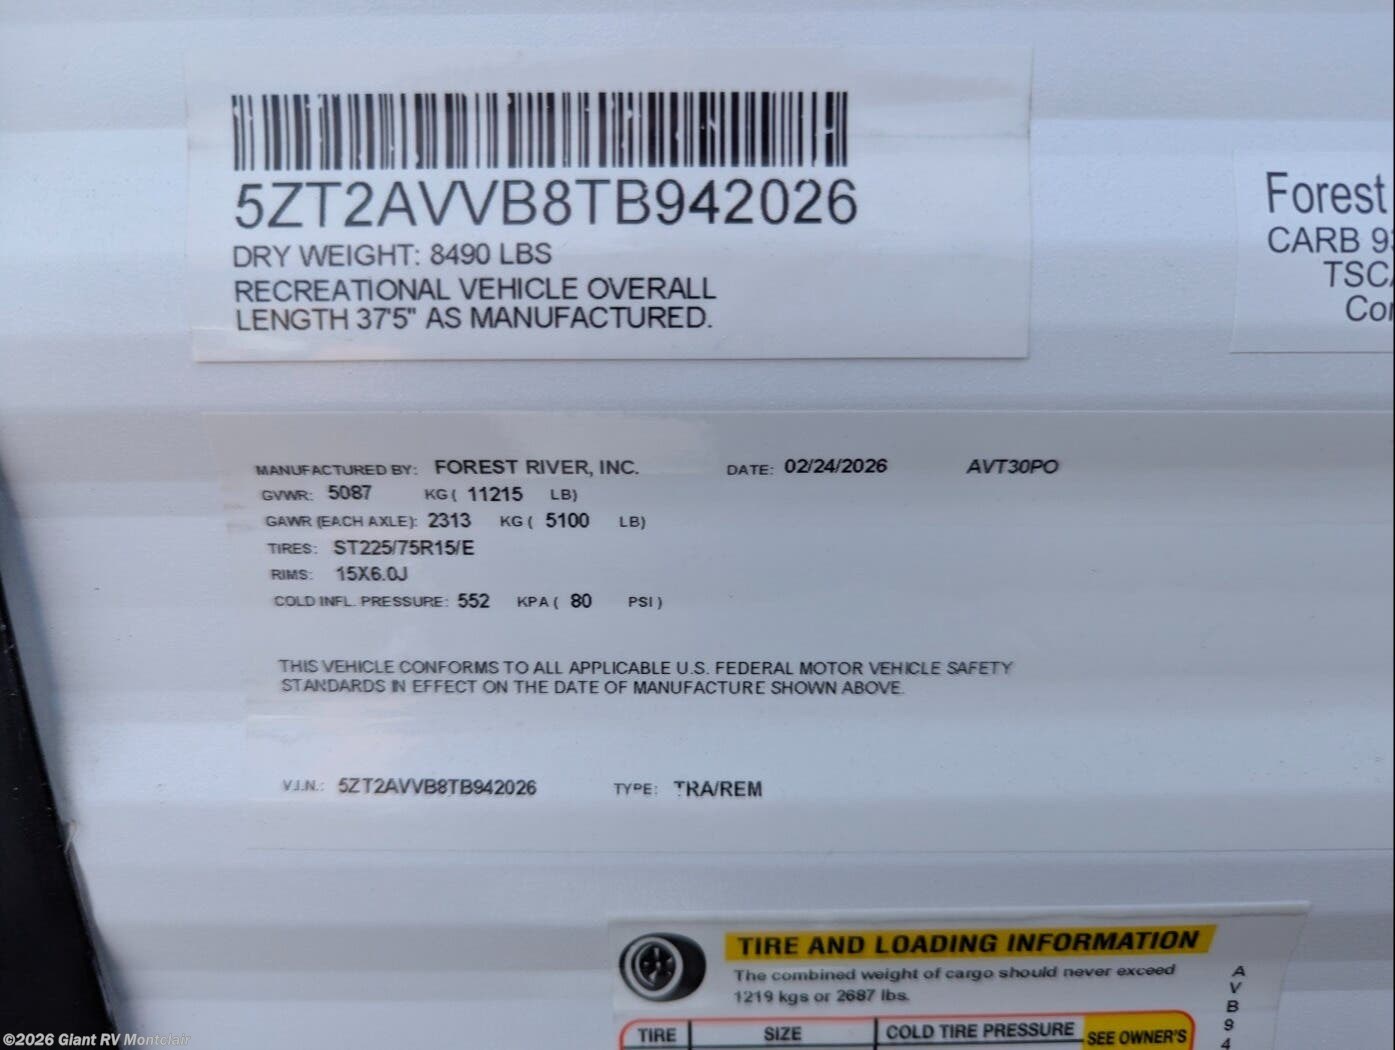 5ZT2AVVB8TB942026
DRY WEIGHT: 8490 LBS
RECREATIONAL VEHICLE OVERALL
LENGTH 37'5" AS MANUFACTURED.
Forest
CARB 93
TSCA
Con
MANUFACTURED BY: FOREST RIVER, INC. DATE: 02/24/2026 AVT30PO
GVWR: 5087 KG ( 11215 LB)
GAWR (EACH AXLE): 2313 KG ( 5100 LB)
TIRES: ST225/75R15/E
RIMS: 15X6.0J
COLD INFL. PRESSURE: 552 KPA ( 80 PSI )
THIS VEHICLE CONFORMS TO ALL APPLICABLE U.S. FEDERAL MOTOR VEHICLE SAFETY
STANDARDS IN EFFECT ON THE DATE OF MANUFACTURE SHOWN ABOVE.
V.I.N.: 5ZT2AVVB8TB942026 TYPE: TRA/REM
TIRE AND LOADING INFORMATION
The combined weight of cargo should never exceed
1219 kgs or 2687 lbs.
TIRE SIZE COLD TIRE PRESSURE SEE OWNER'S
A
V
B
9
4
©2026 Giant RV Montclair